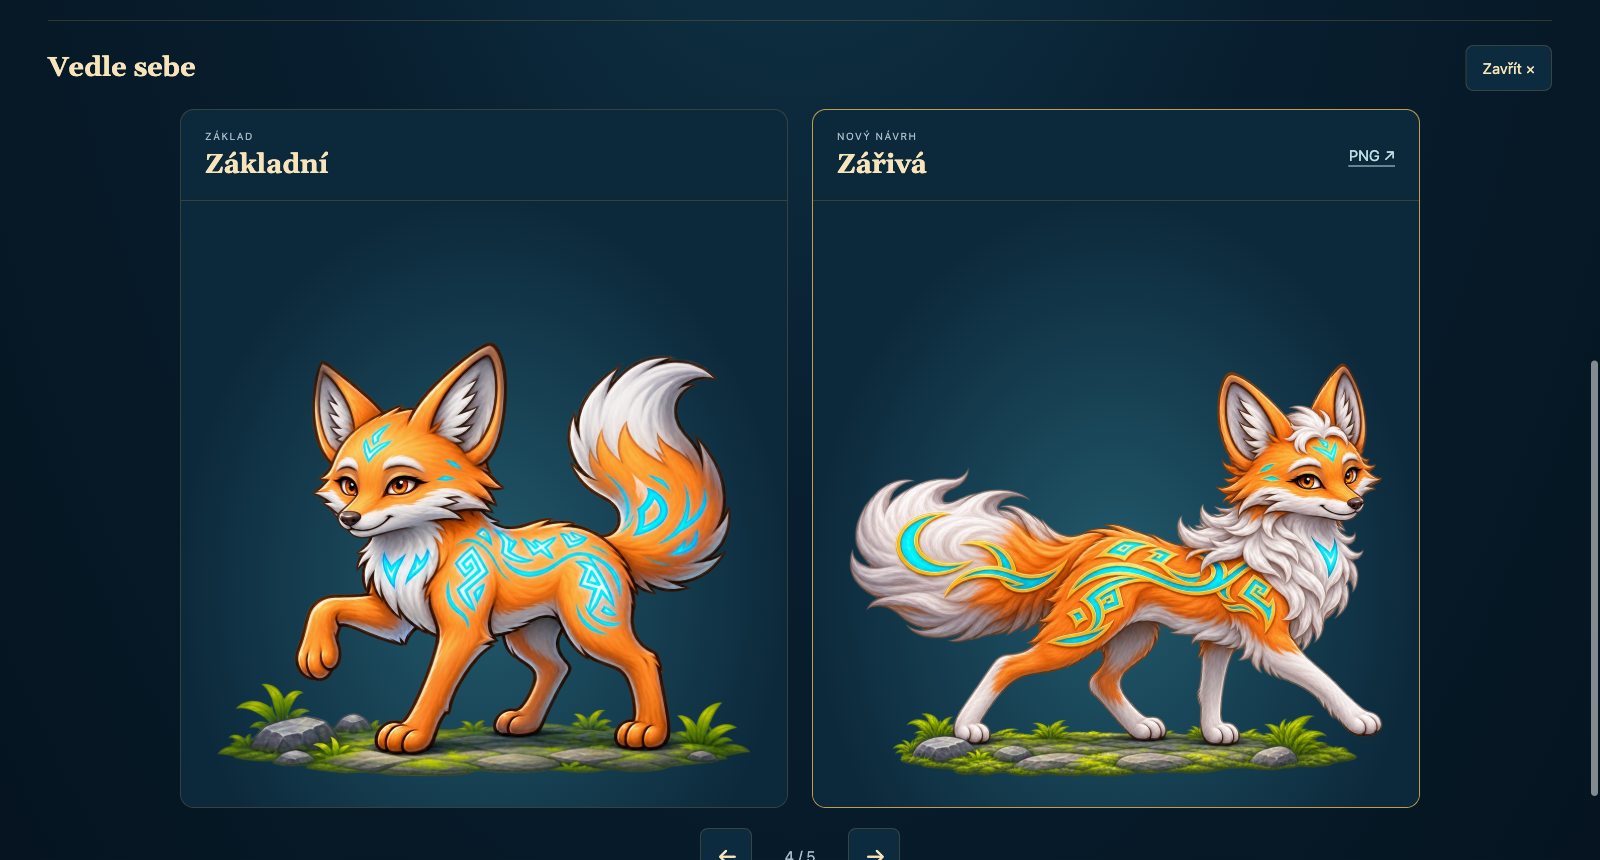 Vedle sebe
Zavřít ×
ZÁKLAD
Základní
NOVÝ NÁVRH
Zářivá
PNG ↗
← 4 / 5 →